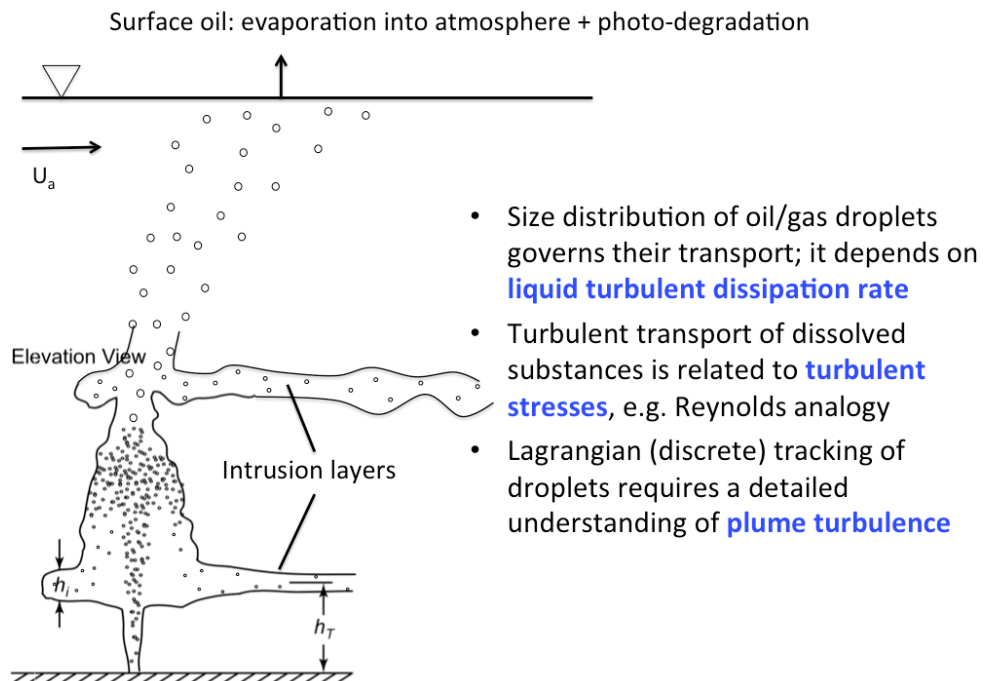 Surface oil: evaporation into atmosphere + photo-degradation
Ua
• Size distribution of oil/gas droplets
governs their transport; it depends on
liquid turbulent dissipation rate
• Turbulent transport of dissolved
substances is related to turbulent
stresses, e.g. Reynolds analogy
• Lagrangian (discrete) tracking of
droplets requires a detailed
understanding of plume turbulence
Elevation View
Intrusion layers
hi
hT